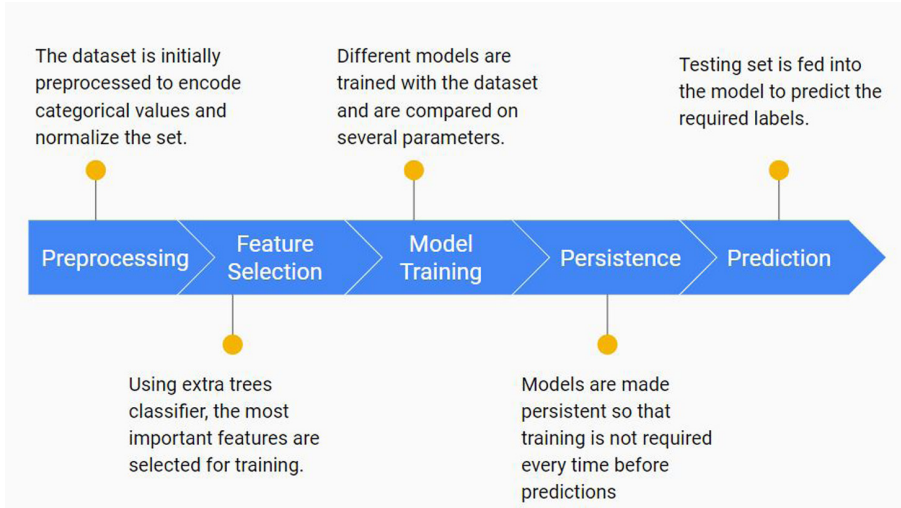 The dataset is initially
preprocessed to encode
categorical values and
normalize the set.
Different models are
trained with the dataset
and are compared on
several parameters.
Testing set is fed into
the model to predict the
required labels.
Preprocessing
Feature
Selection
Model
Training
Persistence
Prediction
Using extra trees
classifier, the most
important features are
selected for training.
Models are made
persistent so that
training is not required
every time before
predictions